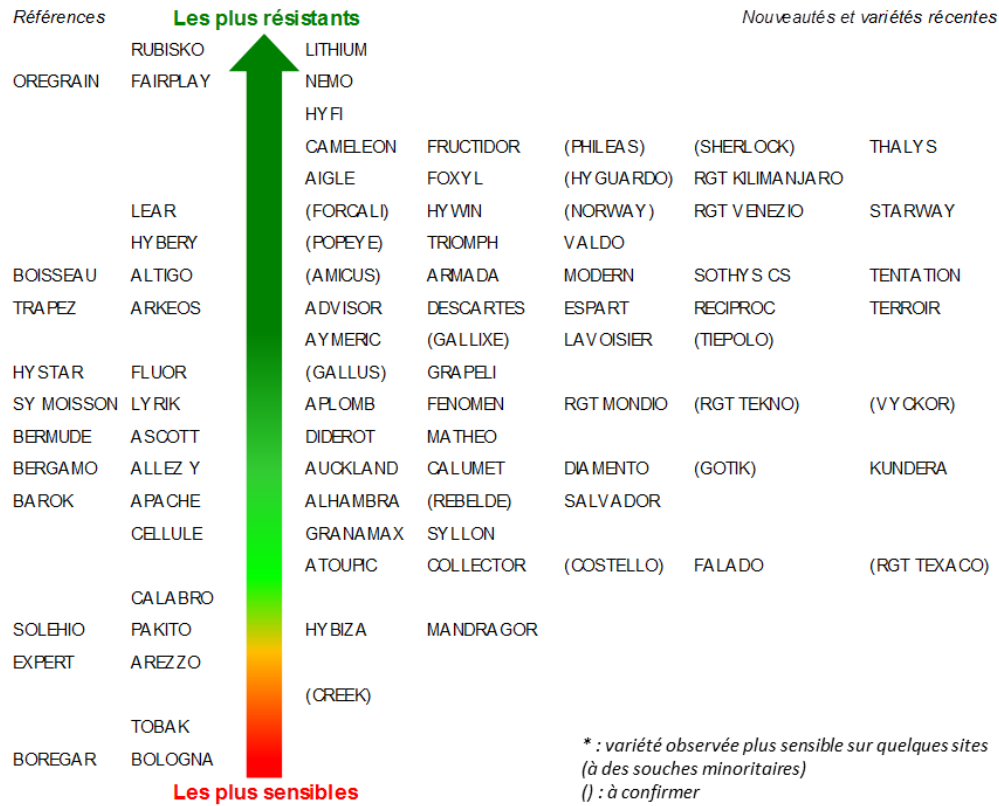 Références Les plus résistants Nouveautés et variétés récentes
RUBISKO LITHIUM
OREGRAIN FAIRPLAY NEMO
HYFI
CAMELEON FRUCTIDOR (PHILEAS) (SHERLOCK) THALYS
AIGLE FOXYL (HYGUARDO) RGT KILIMANJARO
LEAR (FORCALI) HYWIN (NORWAY) RGT VENEZIO STARWAY
HYBERY (POPEYE) TRIOMPH VALDO
BOISSEAU ALTIGO (AMICUS) ARMADA MODERN SOTHYS CS TENTATION
TRAPEZ ARKEOS ADVISOR DESCARTES ESPART RECIPROC TERROIR
AYMERIC (GALLIXE) LAVOISIER (TIEPOLO)
HYSTAR FLUOR (GALLUS) GRAPELI
SY MOISSON LYRIK APLOMB FENOMEN RGT MONDIO (RGT TEKNO) (VYCKOR)
BERMUDE ASCOTT DIDEROT MATHEO
BERGAMO ALLEZ Y AUCKLAND CALUMET DIAMENTO (GOTIK) KUNDERA
BAROK APACHE ALHAMBRA (REBELDE) SALVADOR
CELLULE GRANAMAX SYLLON
ATOUPIC COLLECTOR (COSTELLO) FALADO (RGT TEXACO)
CALABRO
SOLEHIO PAKITO HYBIZA MANDRAGOR
EXPERT AREZZO
(CREEK)
TOBAK
BOREGAR BOLOGNA
Les plus sensibles
* : variété observée plus sensible sur quelques sites
(à des souches minoritaires)
() : à confirmer